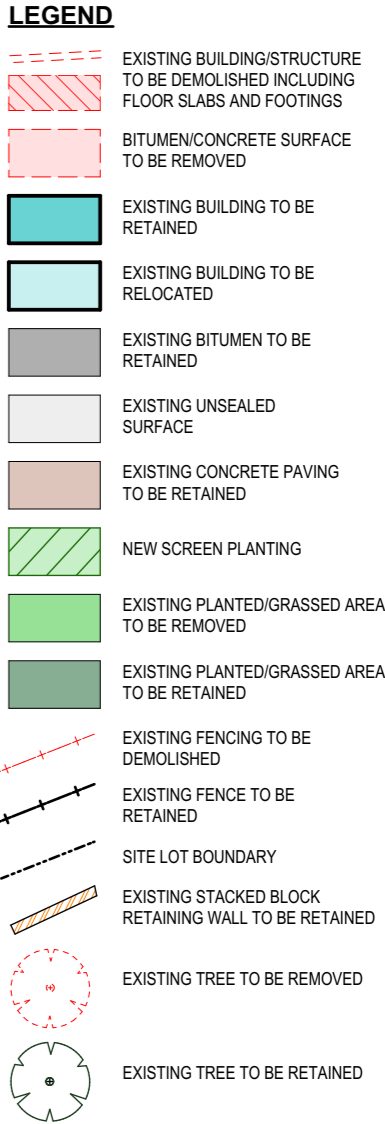 LEGEND
EXISTING BUILDING/STRUCTURE
TO BE DEMOLISHED INCLUDING
FLOOR SLABS AND FOOTINGS
BITUMEN/CONCRETE SURFACE
TO BE REMOVED
EXISTING BUILDING TO BE
RETAINED
EXISTING BUILDING TO BE
RELOCATED
EXISTING BITUMEN TO BE
RETAINED
EXISTING UNSEALED
SURFACE
EXISTING CONCRETE PAVING
TO BE RETAINED
NEW SCREEN PLANTING
EXISTING PLANTED/GRASSED AREA
TO BE REMOVED
EXISTING PLANTED/GRASSED AREA
TO BE RETAINED
EXISTING FENCING TO BE
DEMOLISHED
EXISTING FENCE TO BE
RETAINED
SITE LOT BOUNDARY
EXISTING STACKED BLOCK
RETAINING WALL TO BE RETAINED
EXISTING TREE TO BE REMOVED
EXISTING TREE TO BE RETAINED